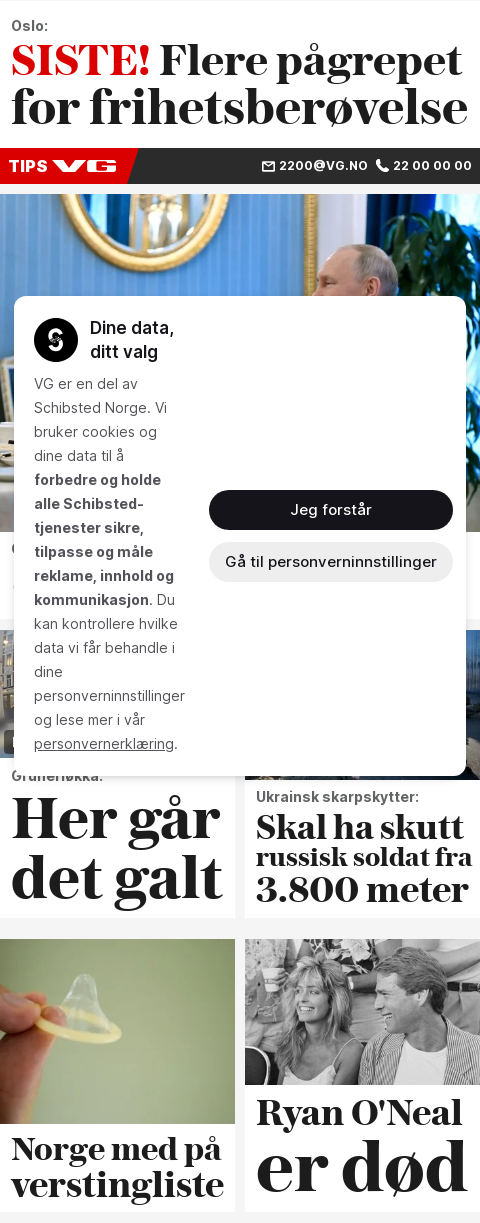 Oslo:
SISTE! Flere pågrepet
for frihetsberøvelse
TIPS VG
2200@VG.NO 22 00 00 00
Dine data,
ditt valg
VG er en del av
Schibsted Norge. Vi
bruker cookies og
dine data til å
forbedre og holde
alle Schibsted-
tjenester sikre,
tilpasse og måle
reklame, innhold og
kommunikasjon. Du
kan kontrollere hvilke
data vi får behandle i
dine
personverninnstillinger
og lese mer i vår
personvernerklæring.
Jeg forstår
Gå til personverninnstillinger
Grünerløkka:
Her går
det galt
Ukrainsk skarpskytter:
Skal ha skutt
russisk soldat fra
3.800 meter
Norge med på
verstingliste
Ryan O'Neal
er død